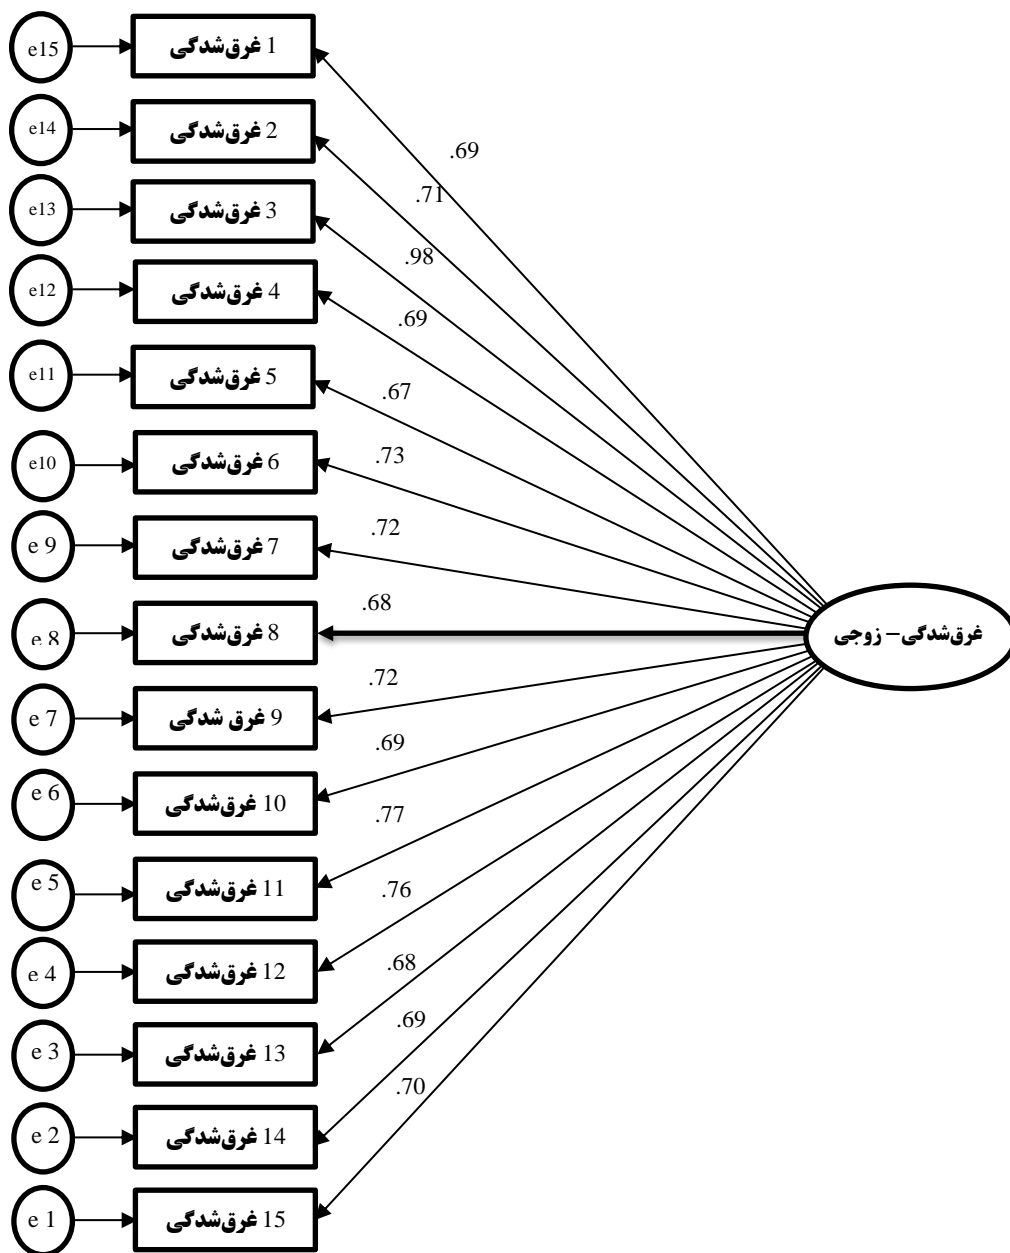 e15
1 غرق‌شدگی
e14
2 غرق‌شدگی
.69
.71
e13
3 غرق‌شدگی
.98
e12
4 غرق‌شدگی
.69
e11
5 غرق‌شدگی
.67
e10
6 غرق‌شدگی
.73
e 9
7 غرق‌شدگی
.72
e 8
8 غرق‌شدگی
.68
غرق‌شدگی– زوجی
e 7
9 غرق شدگی
.72
e 6
10 غرق‌شدگی
.69
e 5
11 غرق‌شدگی
.77
e 4
12 غرق‌شدگی
.76
e 3
13 غرق‌شدگی
.68
e 2
14 غرق‌شدگی
.69
e 1
15 غرق‌شدگی
.70